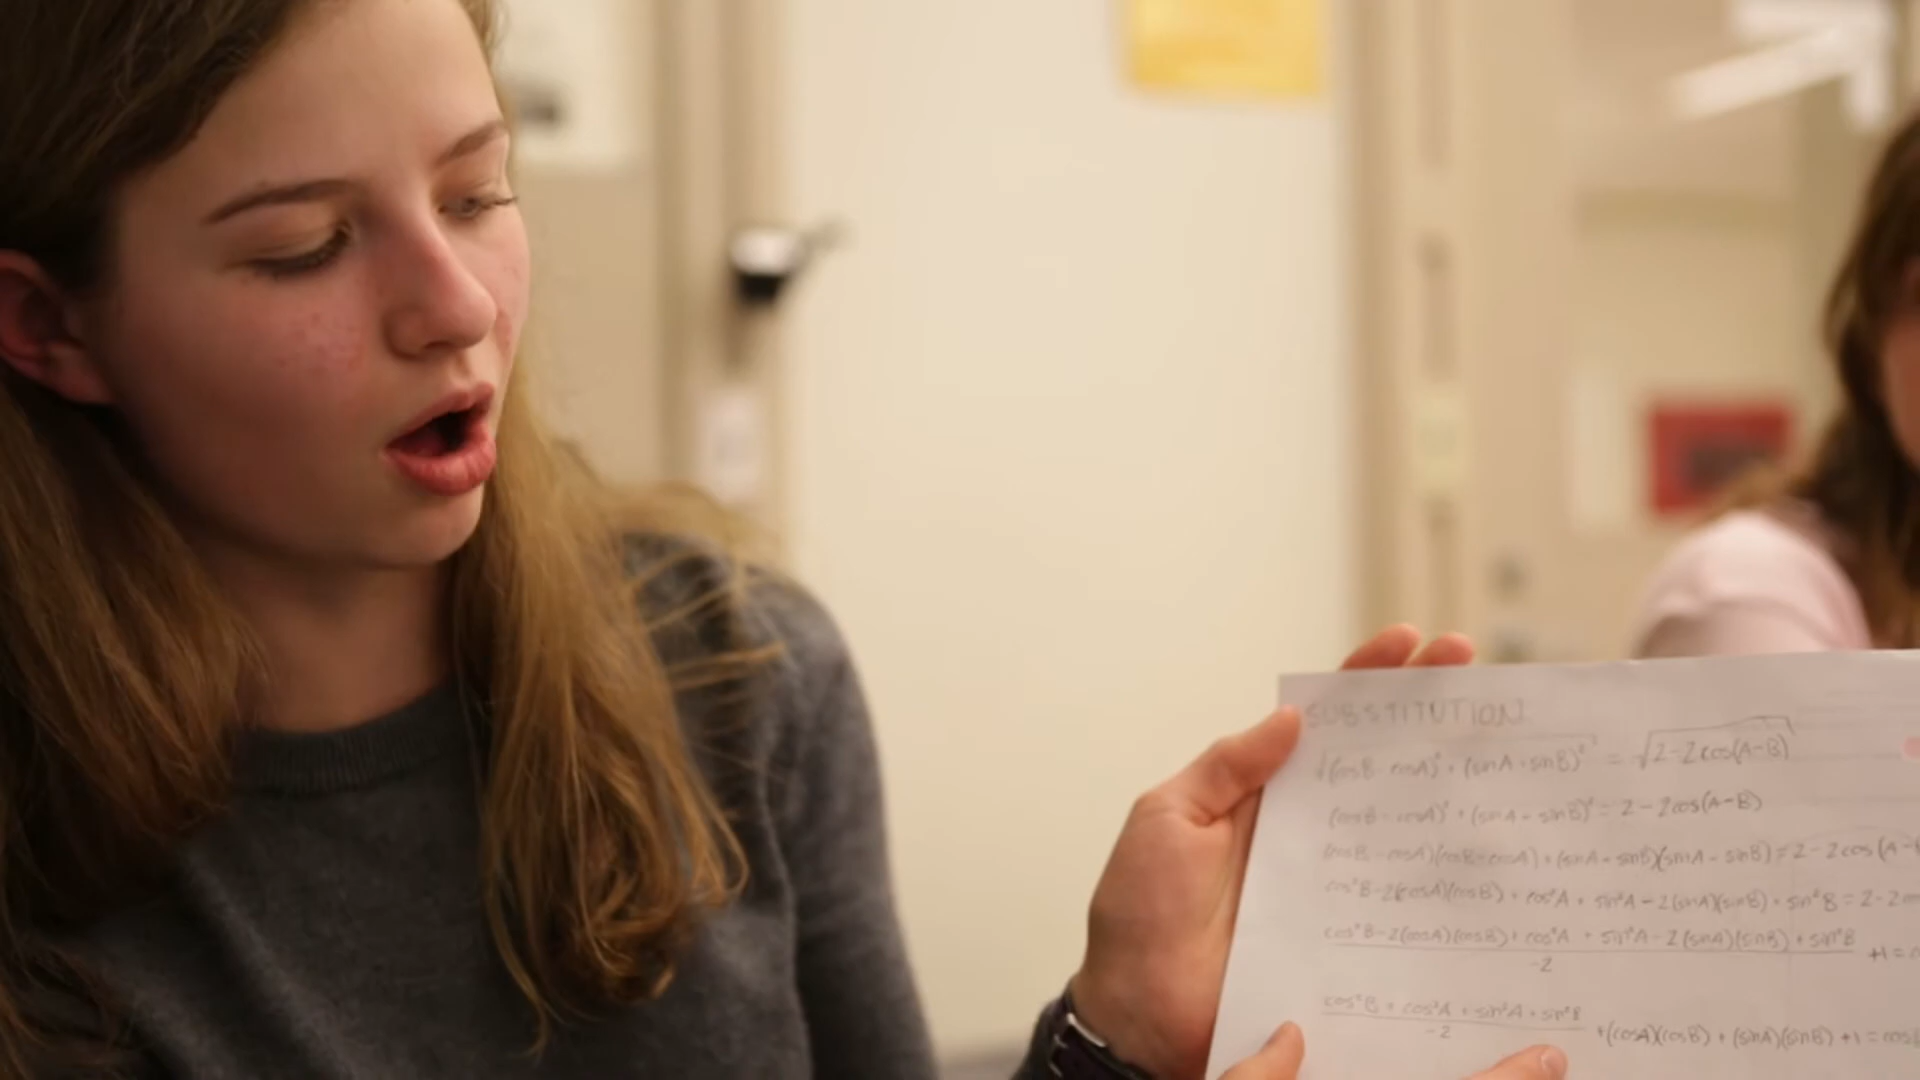 SUBSTITUTION
√(cosB - cosA)² + (sinA - sinB)² = √2-2cos(A-B)
(cosB - cosA)² + (sinA - sinB)² = 2-2cos(A-B)
(cosB - cosA)(cosB - cosA) + (sinA - sinB)(sinA - sinB) = 2-2cos(A-
cos²B-2(cosA)(cosB) + cos²A + sin²A-2(sinA)(sinB) + sin²B = 2-2
cos²B-2(cosA)(cosB) + cos²A + sin²A-2(sinA)(sinB) + sin²B +1 =
-2
cos²B + cos²A + sin²A + sin²B +(cosA)(cosB) + (sinA)(sinB) +1 = cos
-2